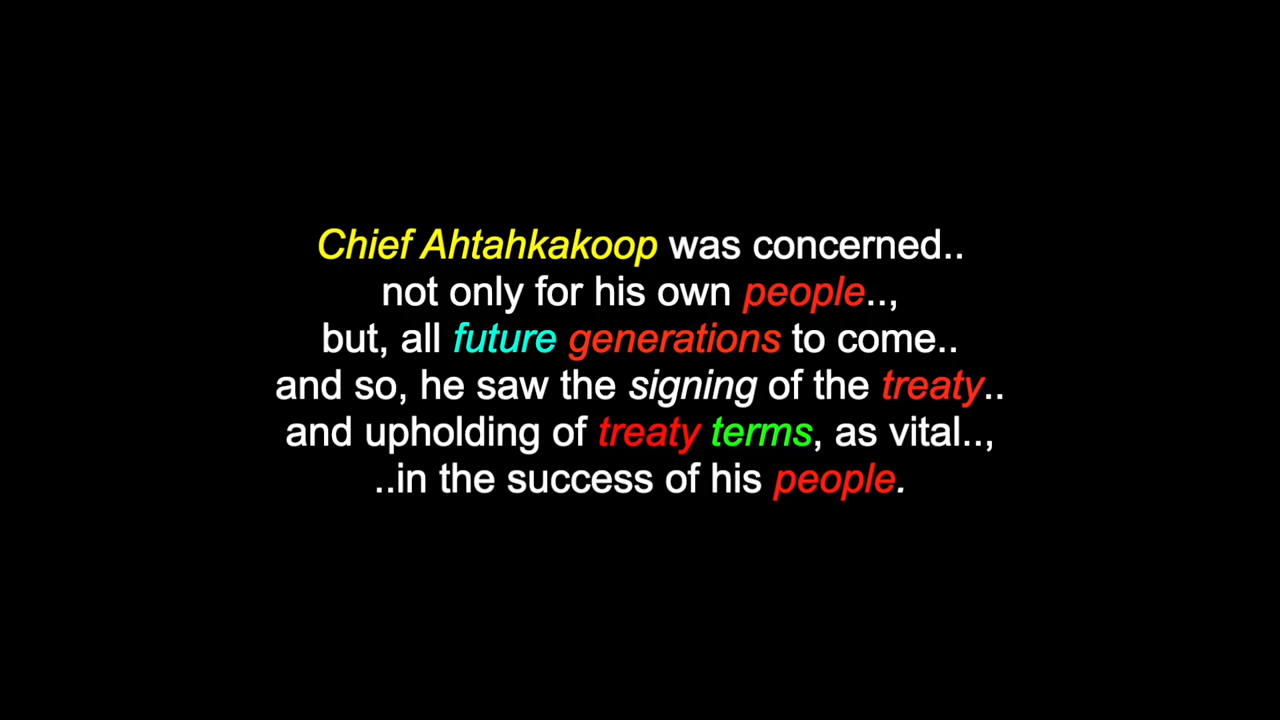 Chief Ahtahkakoop was concerned..
not only for his own people..,
but, all future generations to come..
and so, he saw the signing of the treaty..
and upholding of treaty terms, as vital..,
..in the success of his people.